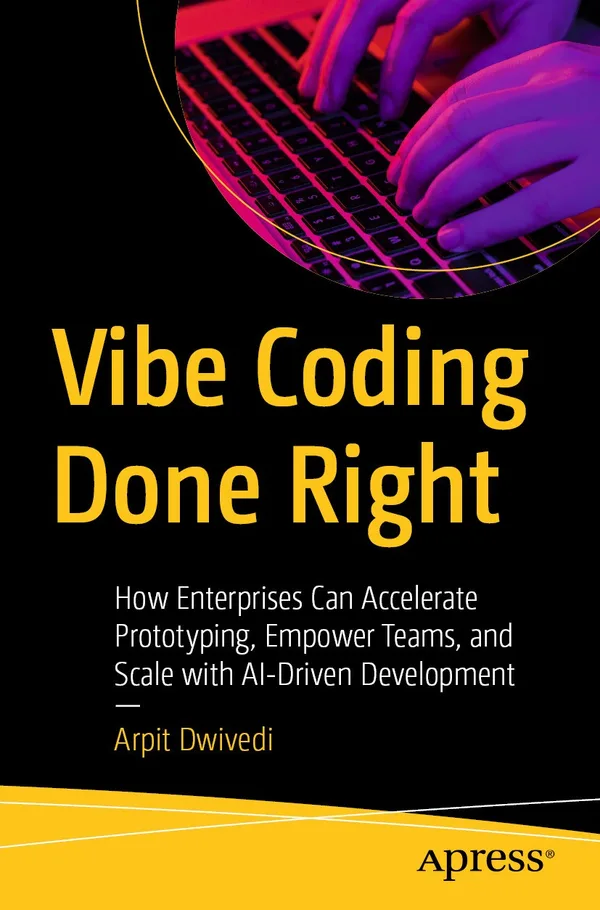 Vibe Coding
Done Right
How Enterprises Can Accelerate
Prototyping, Empower Teams, and
Scale with AI-Driven Development
—
Arpit Dwivedi
Apress®